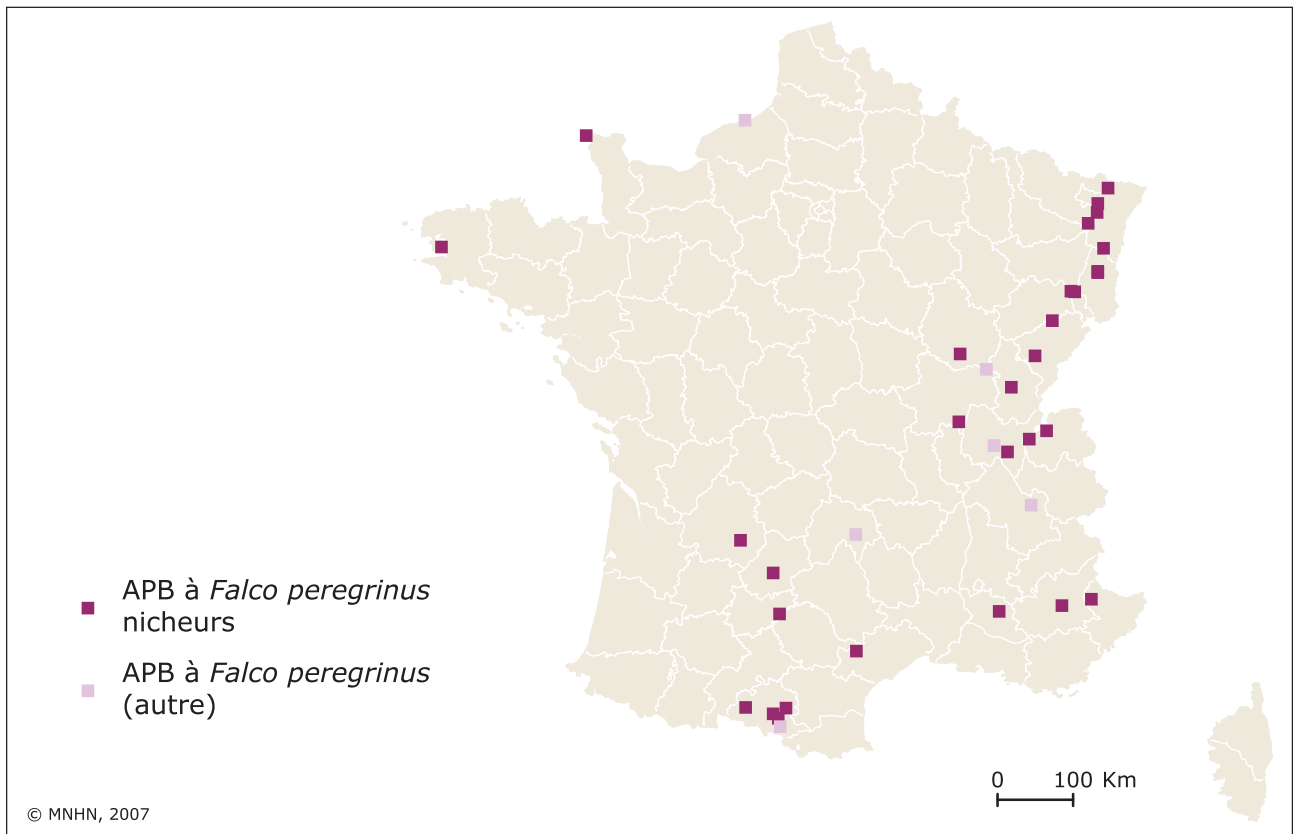 APB à Falco peregrinus
nicheurs
APB à Falco peregrinus
(autre)
0 100 Km
© MNHN, 2007